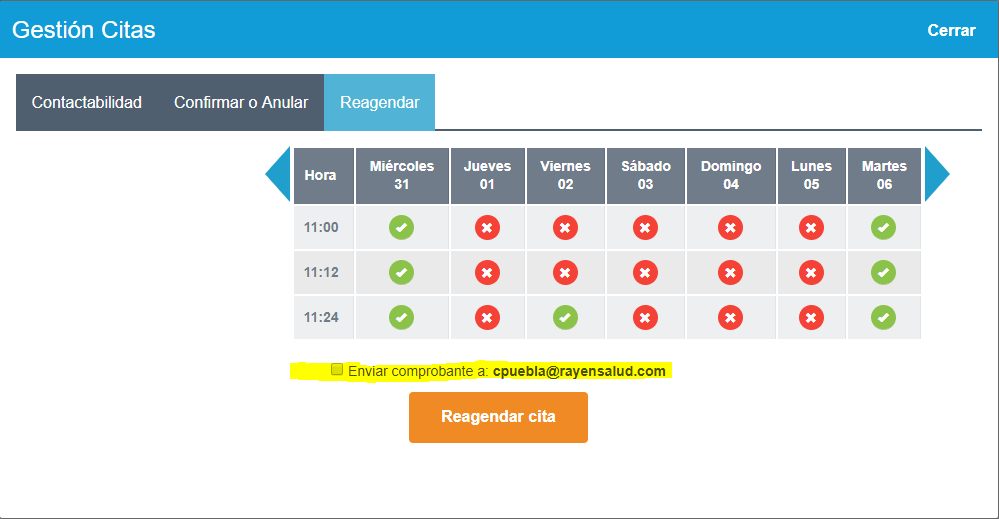 Gestión Citas
Cerrar
Contactabilidad
Confirmar o Anular
Reagendar
Hora
Miércoles
31
Jueves
01
Viernes
02
Sábado
03
Domingo
04
Lunes
05
Martes
06
11:00
11:12
11:24
Enviar comprobante a: cpuebla@rayensalud.com
Reagendar cita